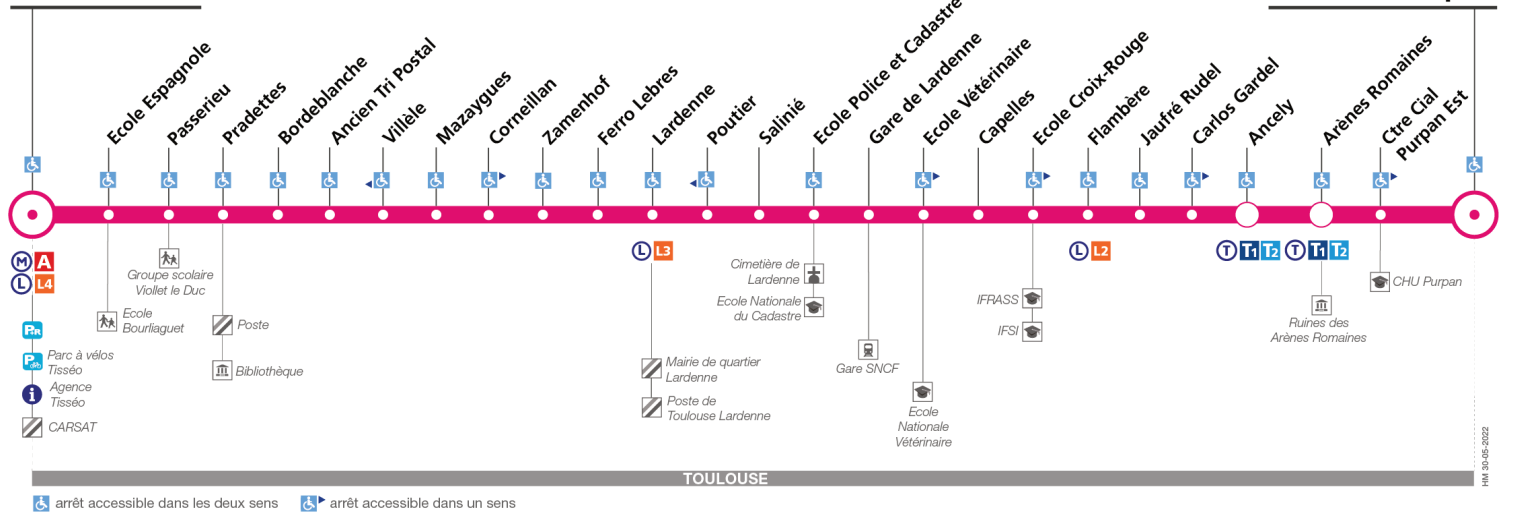 Ecole Espagnole
Passerieu
Pradettes
Bordeblanche
Ancien Tri Postal
Villèle
Mazaygues
Corneillan
Zamenhof
Ferro Lebres
Lardenne
Poutier
Salinié
Ecole Police et Cadastre
Gare de Lardenne
Ecole Vétérinaire
Capelles
Ecole Croix-Rouge
Flambère
Jaufré Rudel
Carlos Gardel
Ancely
Arènes Romaines
Ctre Cial
Purpan Est
M A
L L4
P+R
Parc à vélos
Tisséo
Agence
Tisséo
CARSAT
Ecole
Bourliaguet
Groupe scolaire
Viollet le Duc
Poste
Bibliothèque
L L3
Mairie de quartier
Lardenne
Poste de
Toulouse Lardenne
Cimetière de
Lardenne
Ecole Nationale
du Cadastre
Gare SNCF
Ecole
Nationale
Vétérinaire
IFRASS
IFSI
L L2
T T1 T2
T T1 T2
Ruines des
Arènes Romaines
CHU Purpan
HM 30-05-2022
TOULOUSE
arrêt accessible dans les deux sens
arrêt accessible dans un sens